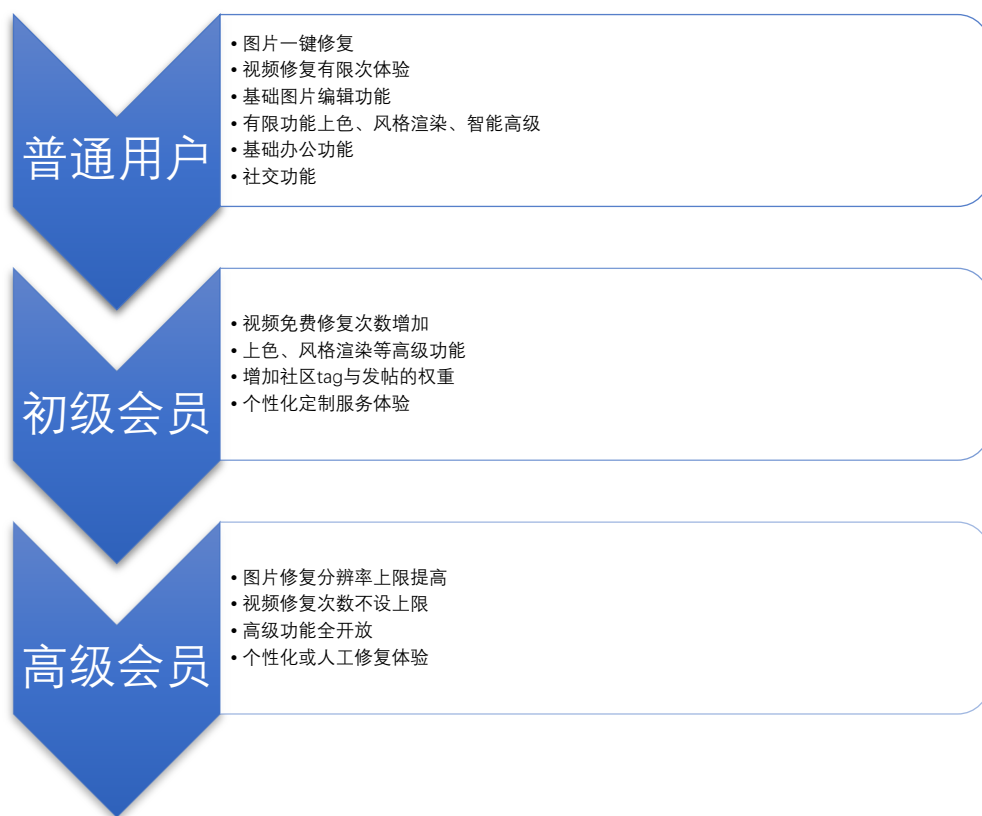 普通用户
• 图片一键修复
• 视频修复有限次体验
• 基础图片编辑功能
• 有限功能上色、风格渲染、智能高级
• 基础办公功能
• 社交功能
初级会员
• 视频免费修复次数增加
• 上色、风格渲染等高级功能
• 增加社区tag与发帖的权重
• 个性化定制服务体验
高级会员
• 图片修复分辨率上限提高
• 视频修复次数不设上限
• 高级功能全开放
• 个性化或人工修复体验